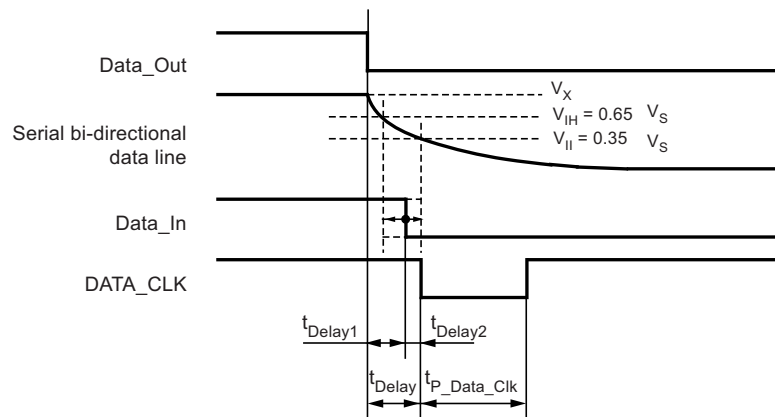 Data_Out
V_X
V_IH = 0.65 V_S
V_Il = 0.35 V_S
Serial bi-directional
data line
Data_In
DATA_CLK
t_Delay1 t_Delay2
t_Delay t_P_Data_Clk